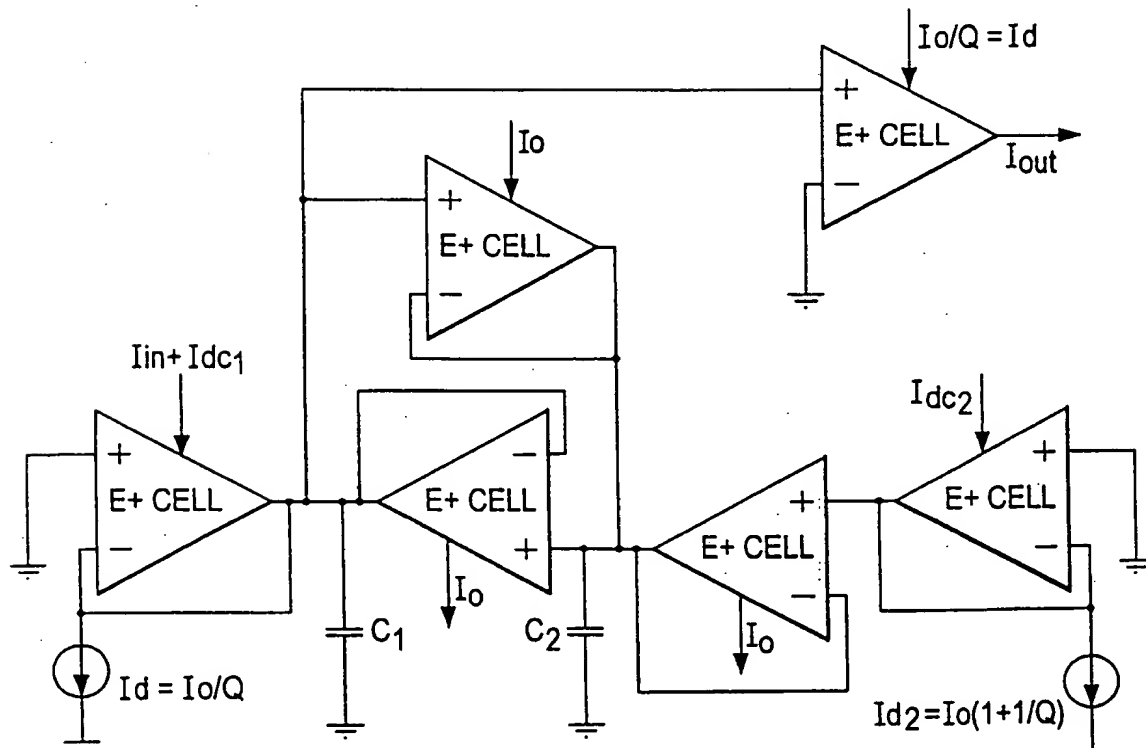 Io/Q = Id
+
E+ CELL
−
Iout
Io
+
E+ CELL
−
Iin+ Idc1
+
E+ CELL
−
Id = Io/Q
−
E+ CELL
+
Io
C1
C2
+
E+ CELL
−
Io
Idc2
+
E+ CELL
−
Id2=Io(1+1/Q)